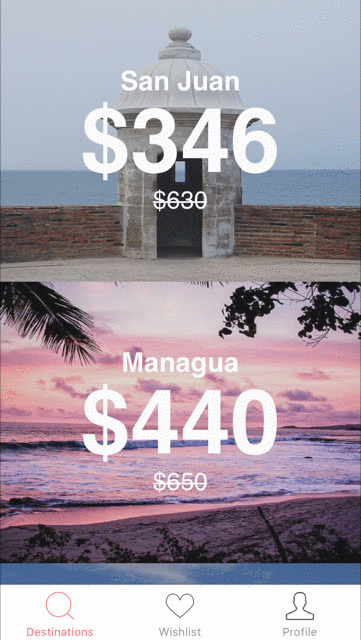 San Juan
$346
$630
Managua
$440
$650
Destinations
Wishlist
Profile